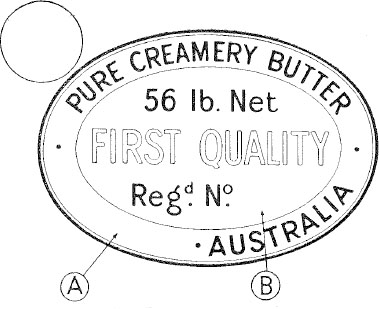 PURE CREAMERY BUTTER
56 lb. Net
FIRST QUALITY
Regd. No.
· AUSTRALIA
A
B